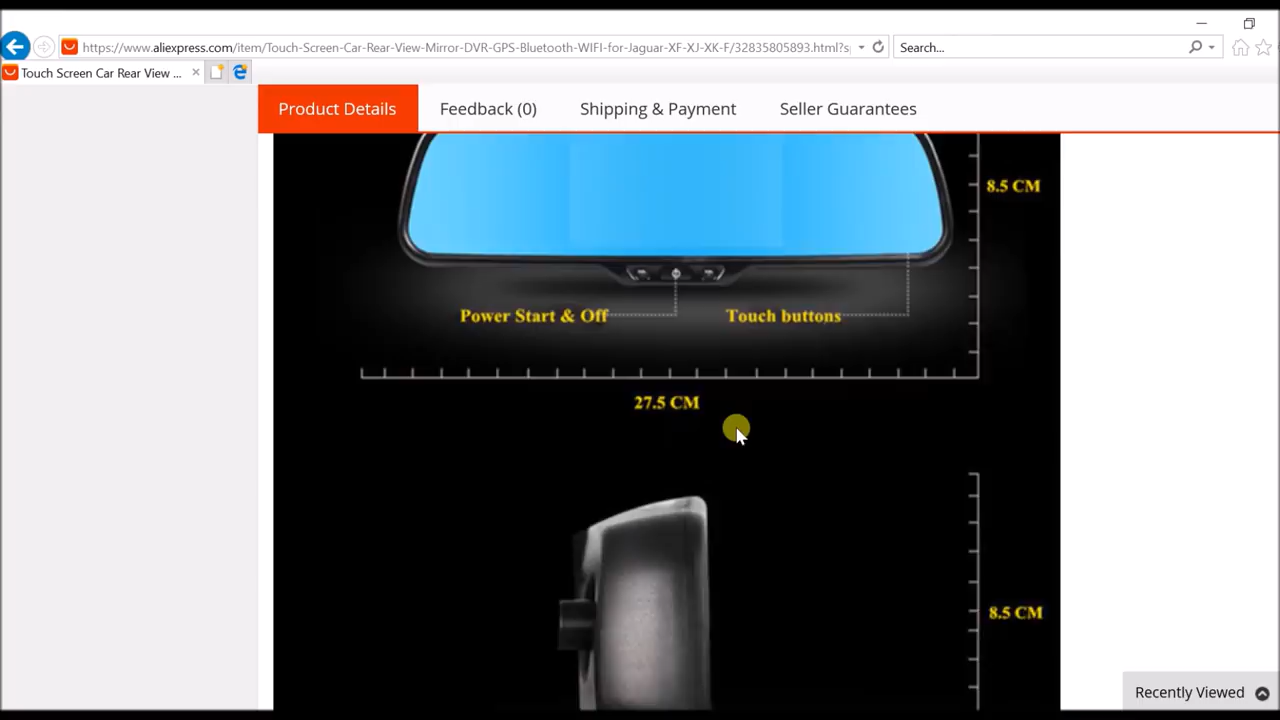 https://www.aliexpress.com/item/Touch-Screen-Car-Rear-View-Mirror-DVR-GPS-Bluetooth-WIFI-for-Jaguar-XF-XJ-XK-F/32835805893.html?s
Search...
Touch Screen Car Rear View ...
Product Details
Feedback (0)
Shipping & Payment
Seller Guarantees
8.5 CM
Power Start & Off
Touch buttons
27.5 CM
8.5 CM
Recently Viewed